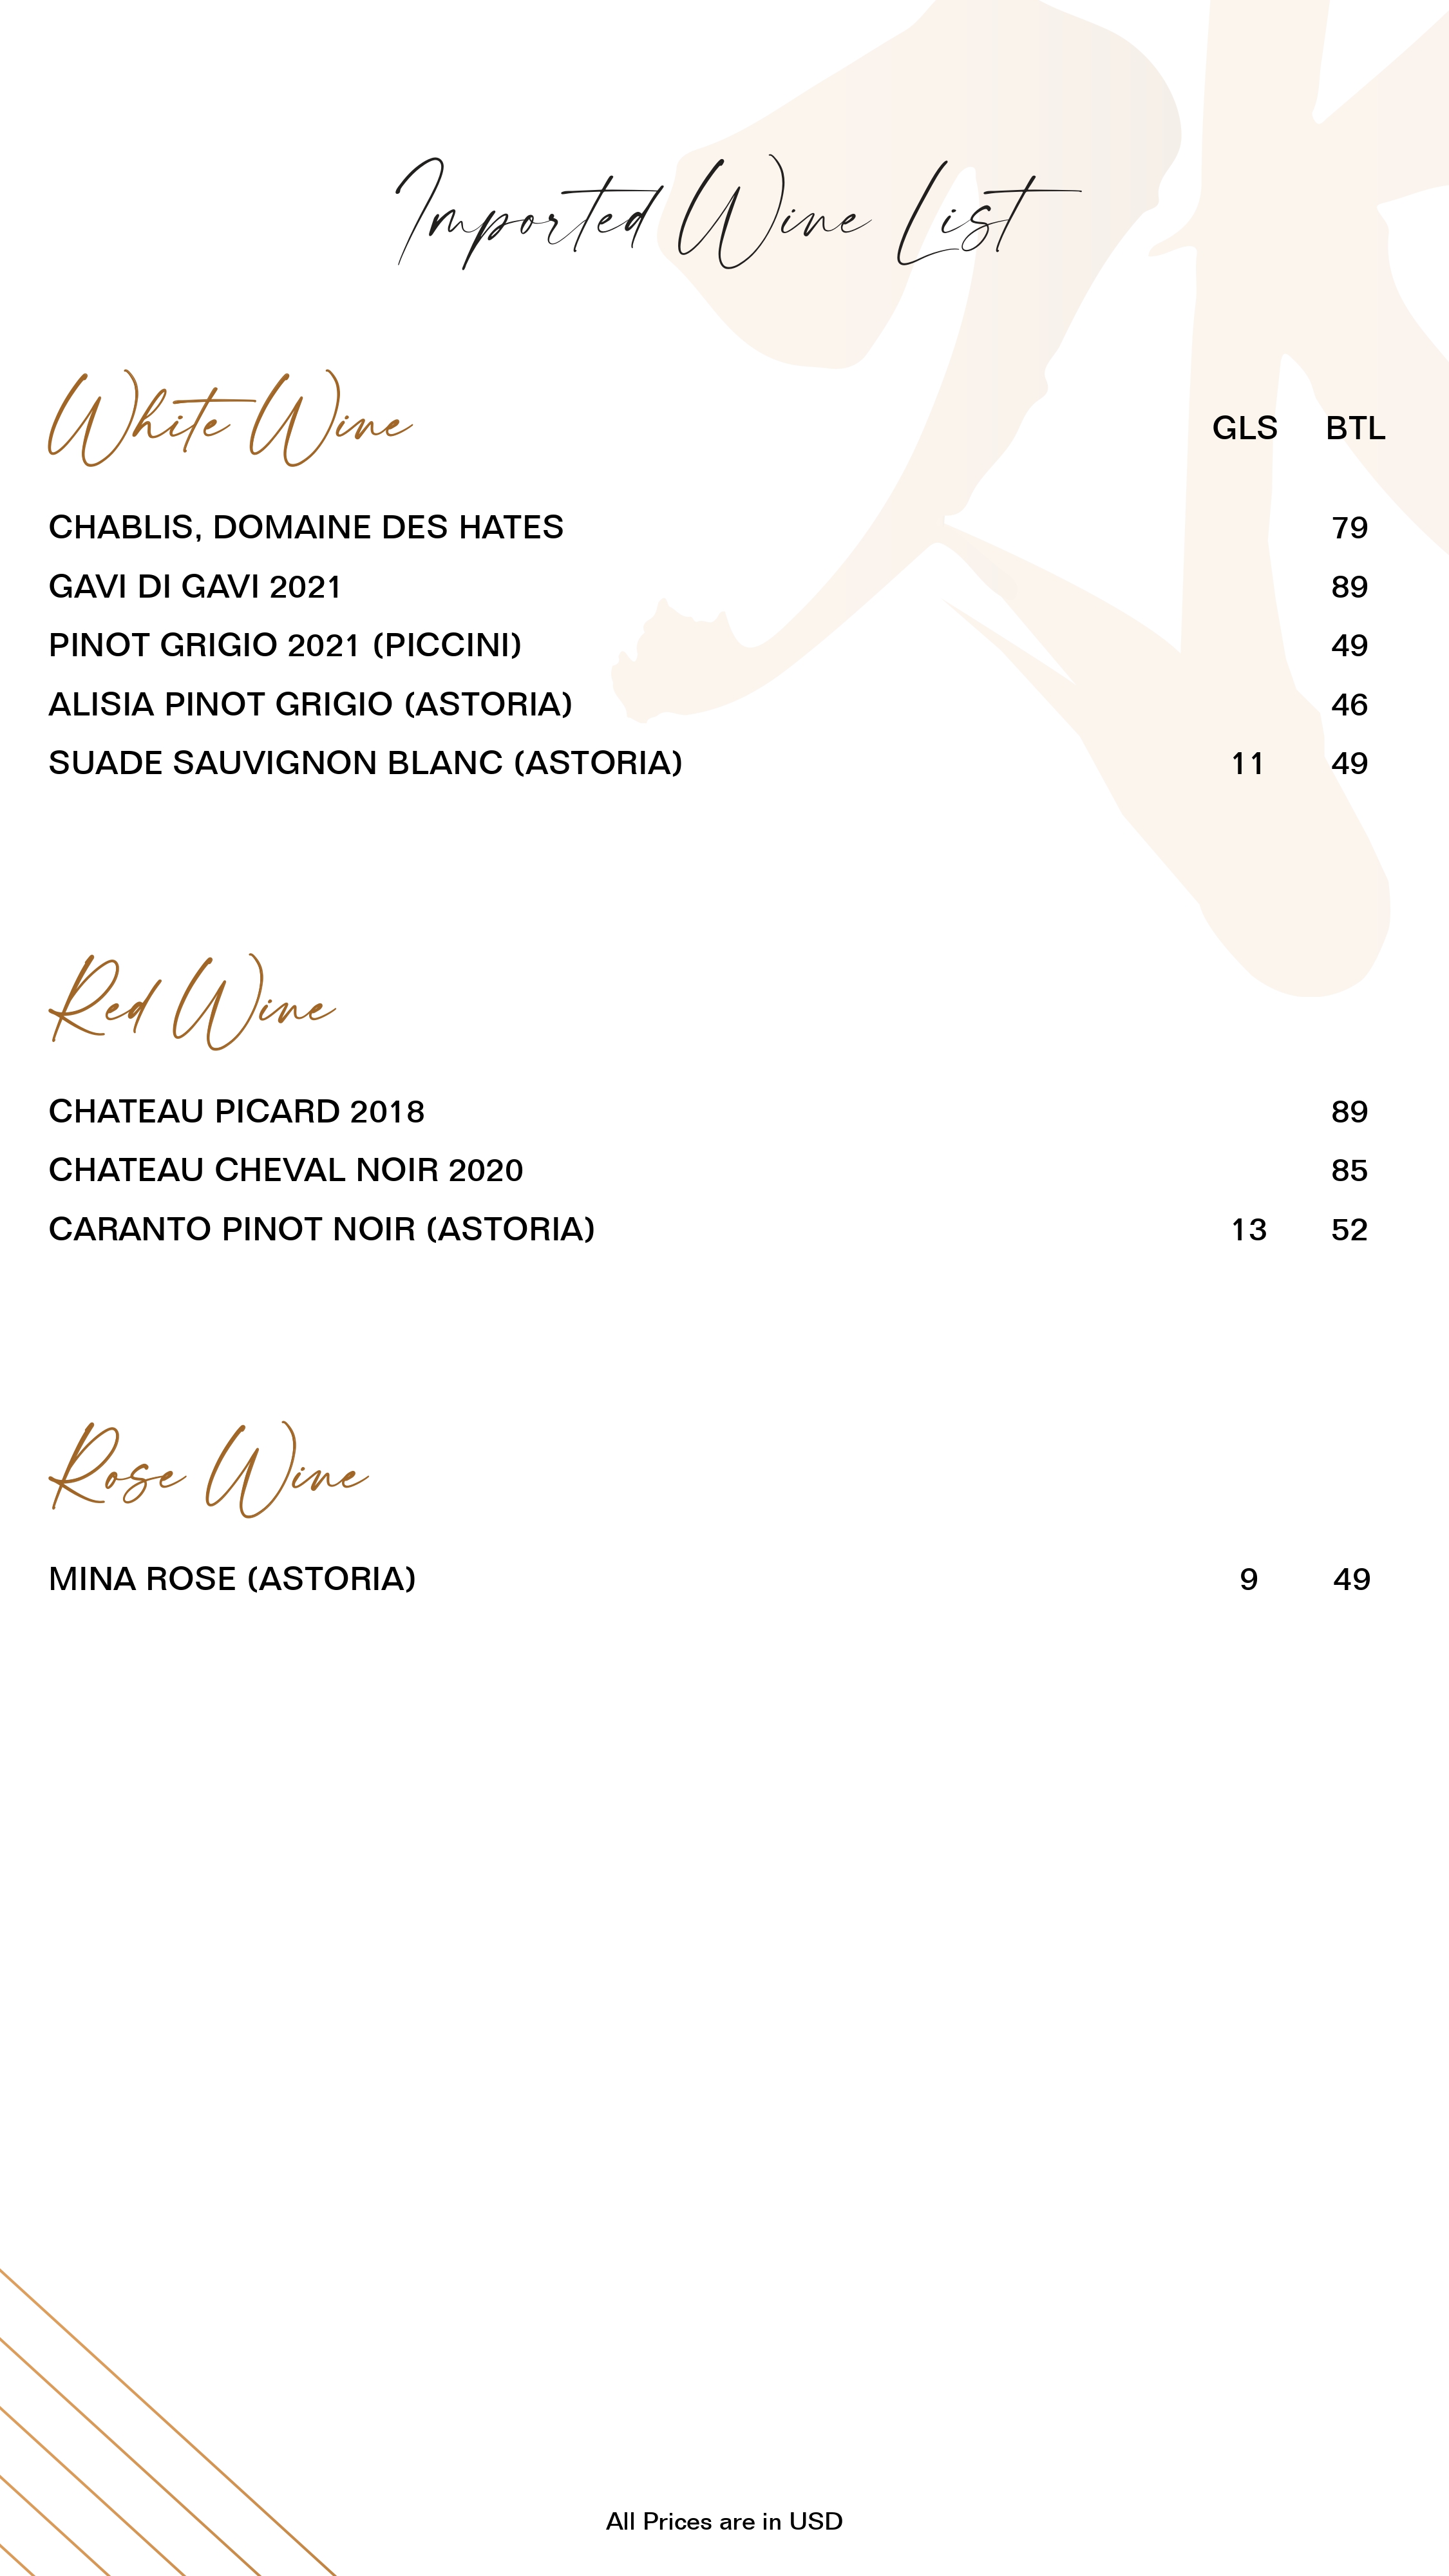 Imported Wine List
White Wine GLS BTL
CHABLIS, DOMAINE DES HATES 79
GAVI DI GAVI 2021 89
PINOT GRIGIO 2021 (PICCINI) 49
ALISIA PINOT GRIGIO (ASTORIA) 46
SUADE SAUVIGNON BLANC (ASTORIA) 11 49
Red Wine
CHATEAU PICARD 2018 89
CHATEAU CHEVAL NOIR 2020 85
CARANTO PINOT NOIR (ASTORIA) 13 52
Rose Wine
MINA ROSE (ASTORIA) 9 49
All Prices are in USD